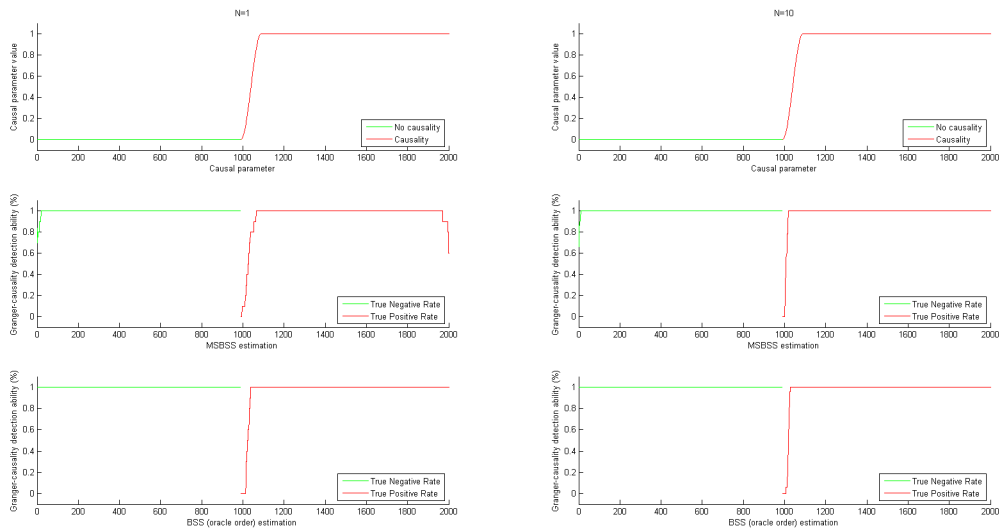 N=1
Causal parameter value
1
0.8
0.6
0.4
0.2
0
No causality
Causality
0 200 400 600 800 1000 1200 1400 1600 1800 2000
Causal parameter
N=10
Causal parameter value
1
0.8
0.6
0.4
0.2
0
No causality
Causality
0 200 400 600 800 1000 1200 1400 1600 1800 2000
Causal parameter
Granger-causality detection ability (%)
1
0.8
0.6
0.4
0.2
0
True Negative Rate
True Positive Rate
0 200 400 600 800 1000 1200 1400 1600 1800 2000
MSBSS estimation
Granger-causality detection ability (%)
1
0.8
0.6
0.4
0.2
0
True Negative Rate
True Positive Rate
0 200 400 600 800 1000 1200 1400 1600 1800 2000
MSBSS estimation
Granger-causality detection ability (%)
1
0.8
0.6
0.4
0.2
0
True Negative Rate
True Positive Rate
0 200 400 600 800 1000 1200 1400 1600 1800 2000
BSS (oracle order) estimation
Granger-causality detection ability (%)
1
0.8
0.6
0.4
0.2
0
True Negative Rate
True Positive Rate
0 200 400 600 800 1000 1200 1400 1600 1800 2000
BSS (oracle order) estimation